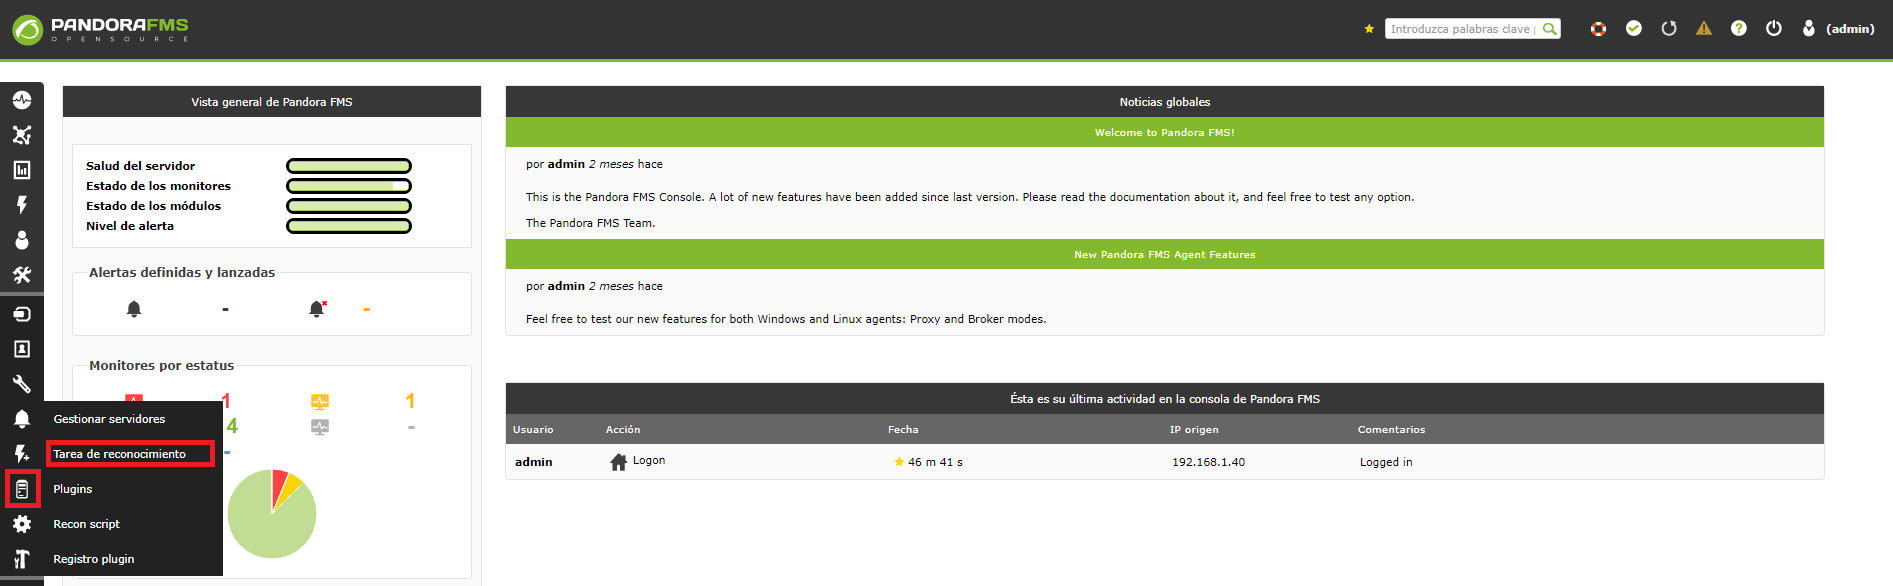 PANDORAFMS
OPENSOURCE
Introduzca palabras clave
(admin)
Vista general de Pandora FMS
Salud del servidor
Estado de los monitores
Estado de los módulos
Nivel de alerta
Alertas definidas y lanzadas
-
-
Monitores por estatus
1
1
4
-
-
Gestionar servidores
Tarea de reconocimiento
Plugins
Recon script
Registro plugin
Noticias globales
Welcome to Pandora FMS!
por admin 2 meses hace
This is the Pandora FMS Console. A lot of new features have been added since last version. Please read the documentation about it, and feel free to test any option.
The Pandora FMS Team.
New Pandora FMS Agent Features
por admin 2 meses hace
Feel free to test our new features for both Windows and Linux agents: Proxy and Broker modes.
Ésta es su última actividad en la consola de Pandora FMS
Usuario Acción Fecha IP origen Comentarios
admin Logon 46 m 41 s 192.168.1.40 Logged in